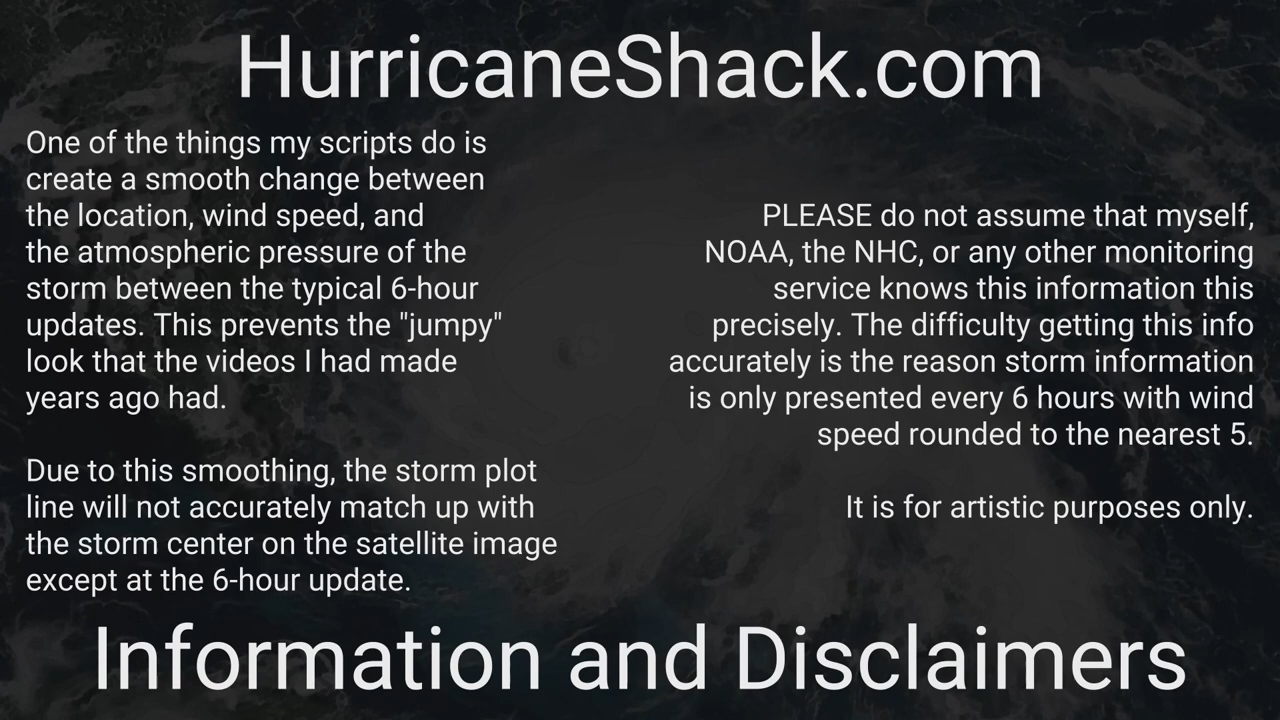 HurricaneShack.com
One of the things my scripts do is
create a smooth change between
the location, wind speed, and
the atmospheric pressure of the
storm between the typical 6-hour
updates. This prevents the "jumpy"
look that the videos I had made
years ago had.
Due to this smoothing, the storm plot
line will not accurately match up with
the storm center on the satellite image
except at the 6-hour update.
PLEASE do not assume that myself,
NOAA, the NHC, or any other monitoring
service knows this information this
precisely. The difficulty getting this info
accurately is the reason storm information
is only presented every 6 hours with wind
speed rounded to the nearest 5.
It is for artistic purposes only.
Information and Disclaimers